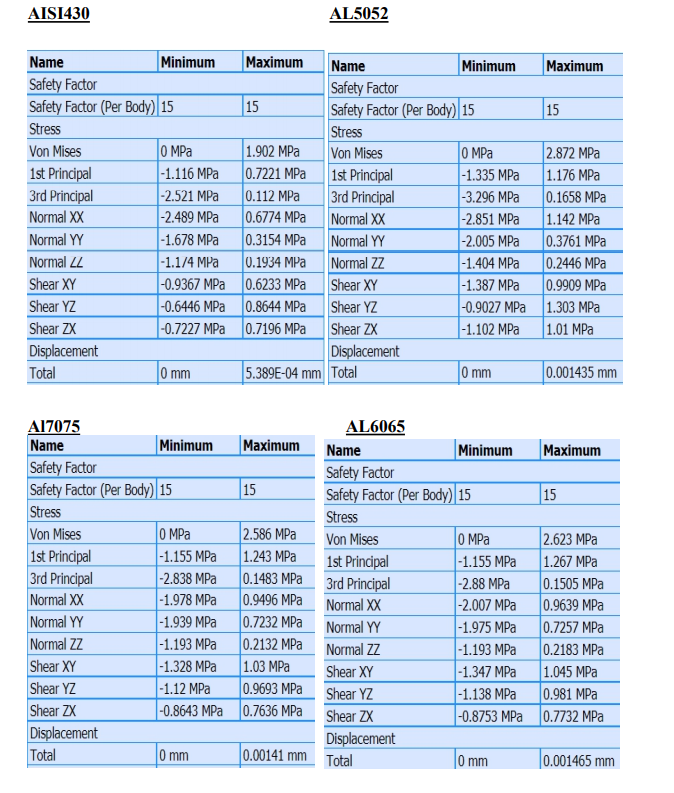 AISI430
Name Minimum Maximum
Safety Factor
Safety Factor (Per Body) 15 15
Stress
Von Mises 0 MPa 1.902 MPa
1st Principal -1.116 MPa 0.7221 MPa
3rd Principal -2.521 MPa 0.112 MPa
Normal XX -2.489 MPa 0.6774 MPa
Normal YY -1.678 MPa 0.3154 MPa
Normal ZZ -1.174 MPa 0.1934 MPa
Shear XY -0.9367 MPa 0.6233 MPa
Shear YZ -0.6446 MPa 0.8644 MPa
Shear ZX -0.7227 MPa 0.7196 MPa
Displacement
Total 0 mm 5.389E-04 mm
AL5052
Name Minimum Maximum
Safety Factor
Safety Factor (Per Body) 15 15
Stress
Von Mises 0 MPa 2.872 MPa
1st Principal -1.335 MPa 1.176 MPa
3rd Principal -3.296 MPa 0.1658 MPa
Normal XX -2.851 MPa 1.142 MPa
Normal YY -2.005 MPa 0.3761 MPa
Normal ZZ -1.404 MPa 0.2446 MPa
Shear XY -1.387 MPa 0.9909 MPa
Shear YZ -0.9027 MPa 1.303 MPa
Shear ZX -1.102 MPa 1.01 MPa
Displacement
Total 0 mm 0.001435 mm
Al7075
Name Minimum Maximum
Safety Factor
Safety Factor (Per Body) 15 15
Stress
Von Mises 0 MPa 2.586 MPa
1st Principal -1.155 MPa 1.243 MPa
3rd Principal -2.838 MPa 0.1483 MPa
Normal XX -1.978 MPa 0.9496 MPa
Normal YY -1.939 MPa 0.7232 MPa
Normal ZZ -1.193 MPa 0.2132 MPa
Shear XY -1.328 MPa 1.03 MPa
Shear YZ -1.12 MPa 0.9693 MPa
Shear ZX -0.8643 MPa 0.7636 MPa
Displacement
Total 0 mm 0.00141 mm
AL6065
Name Minimum Maximum
Safety Factor
Safety Factor (Per Body) 15 15
Stress
Von Mises 0 MPa 2.623 MPa
1st Principal -1.155 MPa 1.267 MPa
3rd Principal -2.88 MPa 0.1505 MPa
Normal XX -2.007 MPa 0.9639 MPa
Normal YY -1.975 MPa 0.7257 MPa
Normal ZZ -1.193 MPa 0.2183 MPa
Shear XY -1.347 MPa 1.045 MPa
Shear YZ -1.138 MPa 0.981 MPa
Shear ZX -0.8753 MPa 0.7732 MPa
Displacement
Total 0 mm 0.001465 mm